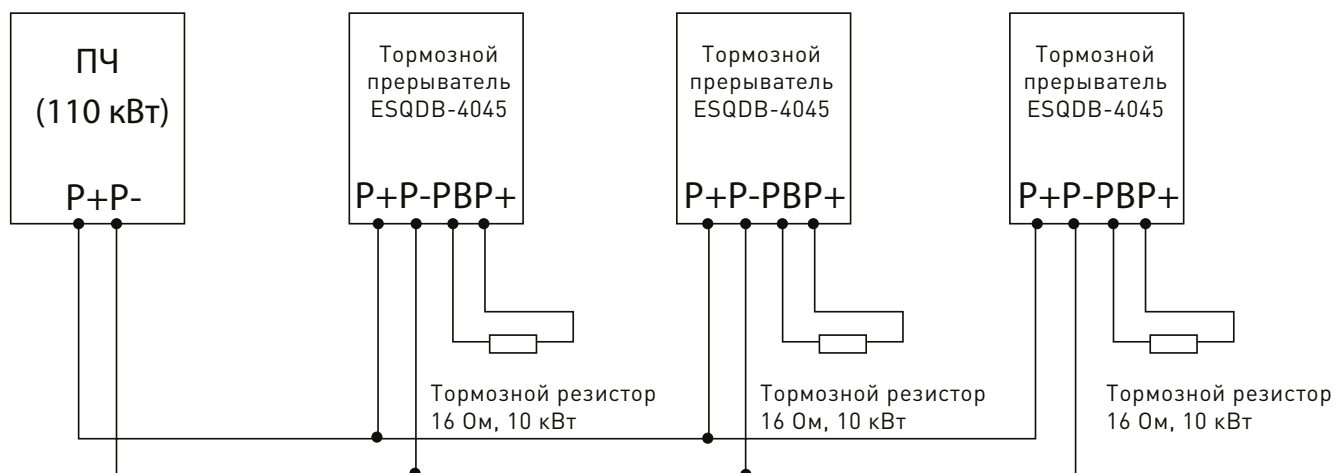 ПЧ
(110 кВт)
P+P-
Тормозной
прерыватель
ESQDB-4045
P+P-PBP+
Тормозной резистор
16 Ом, 10 кВт
Тормозной
прерыватель
ESQDB-4045
P+P-PBP+
Тормозной резистор
16 Ом, 10 кВт
Тормозной
прерыватель
ESQDB-4045
P+P-PBP+
Тормозной резистор
16 Ом, 10 кВт